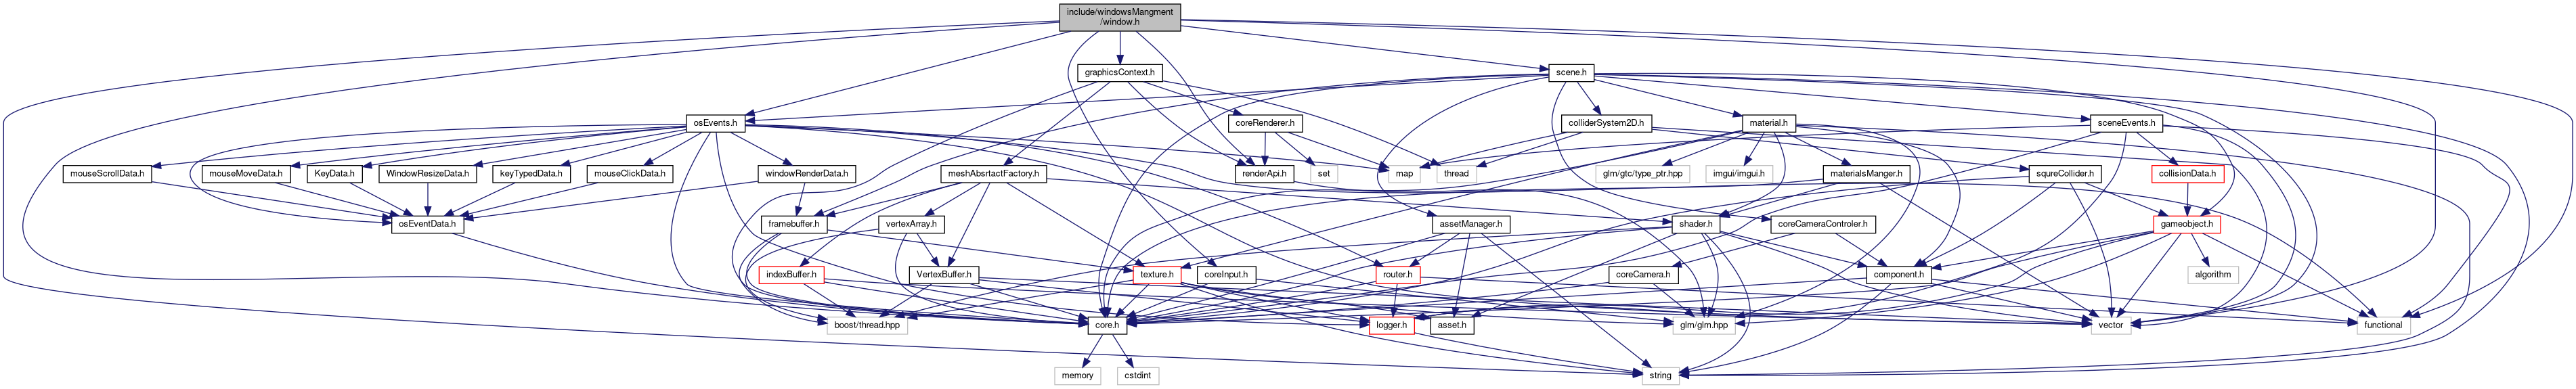 include/windowsMangment
/window.h
graphicsContext.h
scene.h
osEvents.h
coreRenderer.h
colliderSystem2D.h
material.h
sceneEvents.h
mouseScrollData.h
mouseMoveData.h
KeyData.h
WindowResizeData.h
keyTypedData.h
mouseClickData.h
windowRenderData.h
meshAbsrtactFactory.h
renderApi.h
set
map
thread
glm/gtc/type_ptr.hpp
imgui/imgui.h
materialsManger.h
squreCollider.h
collisionData.h
osEventData.h
framebuffer.h
vertexArray.h
assetManager.h
shader.h
coreCameraControler.h
gameobject.h
indexBuffer.h
VertexBuffer.h
texture.h
coreInput.h
router.h
coreCamera.h
component.h
algorithm
boost/thread.hpp
core.h
logger.h
asset.h
glm/glm.hpp
vector
functional
memory
cstdint
string